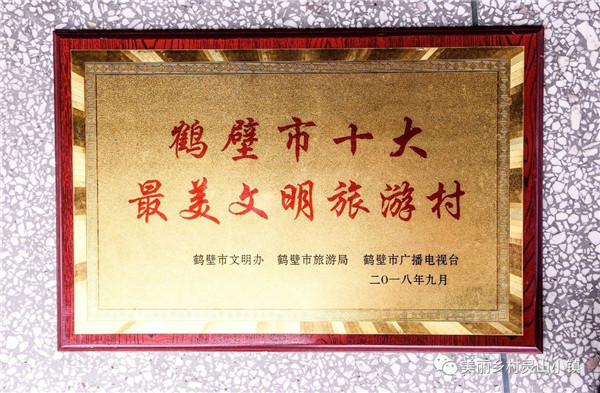 鹤壁市十大
最美文明旅游村
鹤壁市文明办 鹤壁市旅游局 鹤壁市广播电视台
二〇一八年九月
美丽乡村灵山小镇